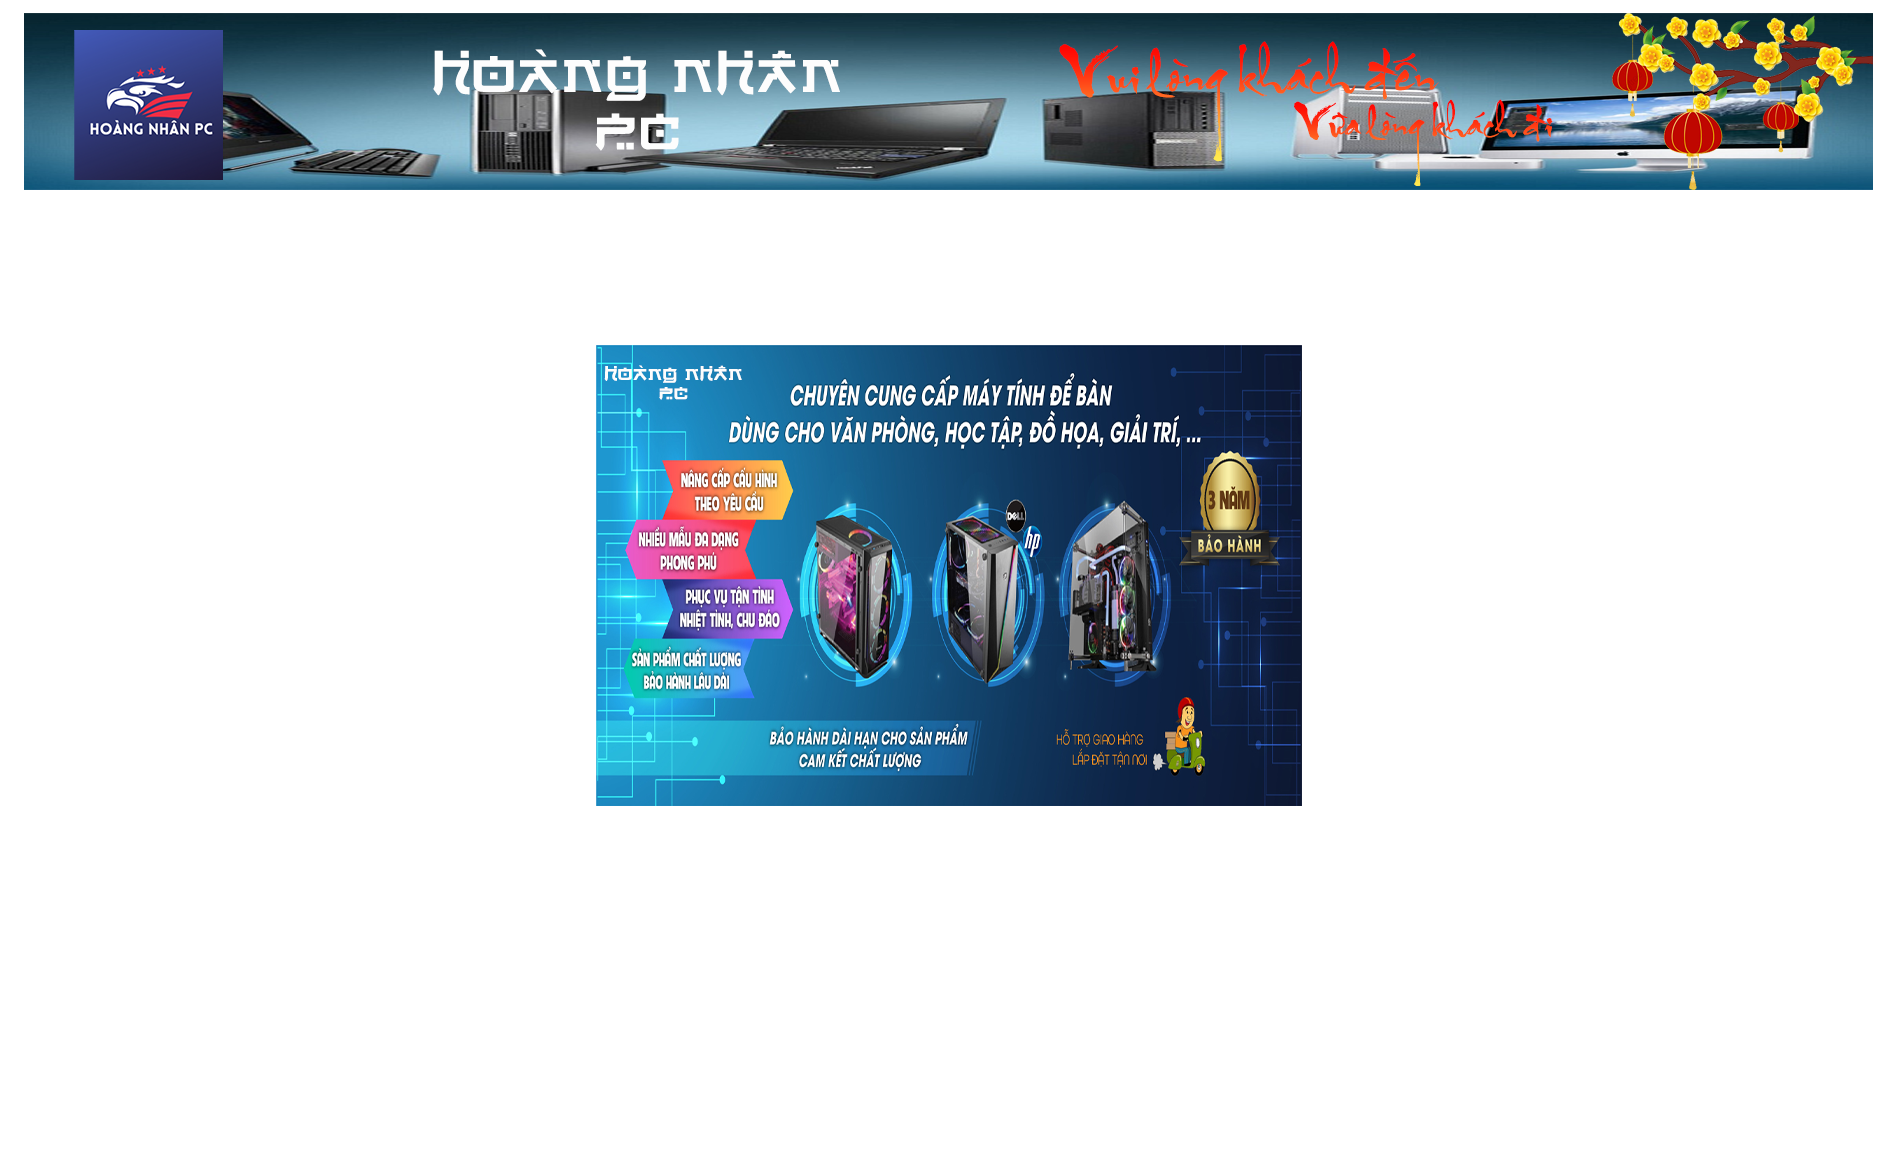 HOÀNG NHÂN PC
HOÀNG NHÂN
PC
Vui lòng khách đến
Vừa lòng khách đi
HOÀNG NHÂN
PC
CHUYÊN CUNG CẤP MÁY TÍNH ĐỂ BÀN
DÙNG CHO VĂN PHÒNG, HỌC TẬP, ĐỒ HỌA, GIẢI TRÍ, ...
NÂNG CẤP CẤU HÌNH
THEO YÊU CẦU
NHIỀU MẪU ĐA DẠNG
PHONG PHÚ
PHỤC VỤ TẬN TÌNH
NHIỆT TÌNH, CHU ĐÁO
SẢN PHẨM CHẤT LƯỢNG
BẢO HÀNH LÂU DÀI
DELL
hp
3 NĂM
BẢO HÀNH
BẢO HÀNH DÀI HẠN CHO SẢN PHẨM
CAM KẾT CHẤT LƯỢNG
HỖ TRỢ GIAO HÀNG
LẮP ĐẶT TẬN NƠI